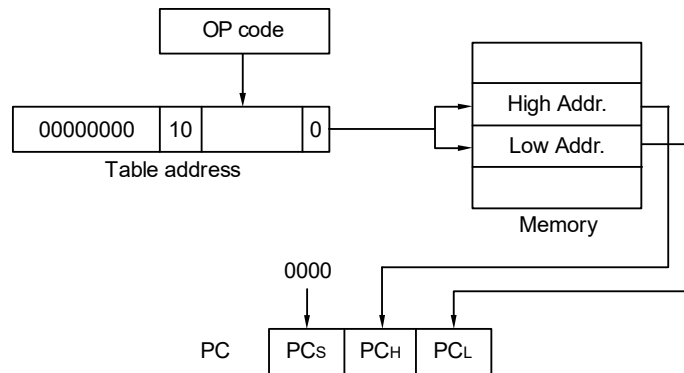 OP code
00000000 10 0
Table address
High Addr.
Low Addr.
Memory
0000
PC PCS PCH PCL